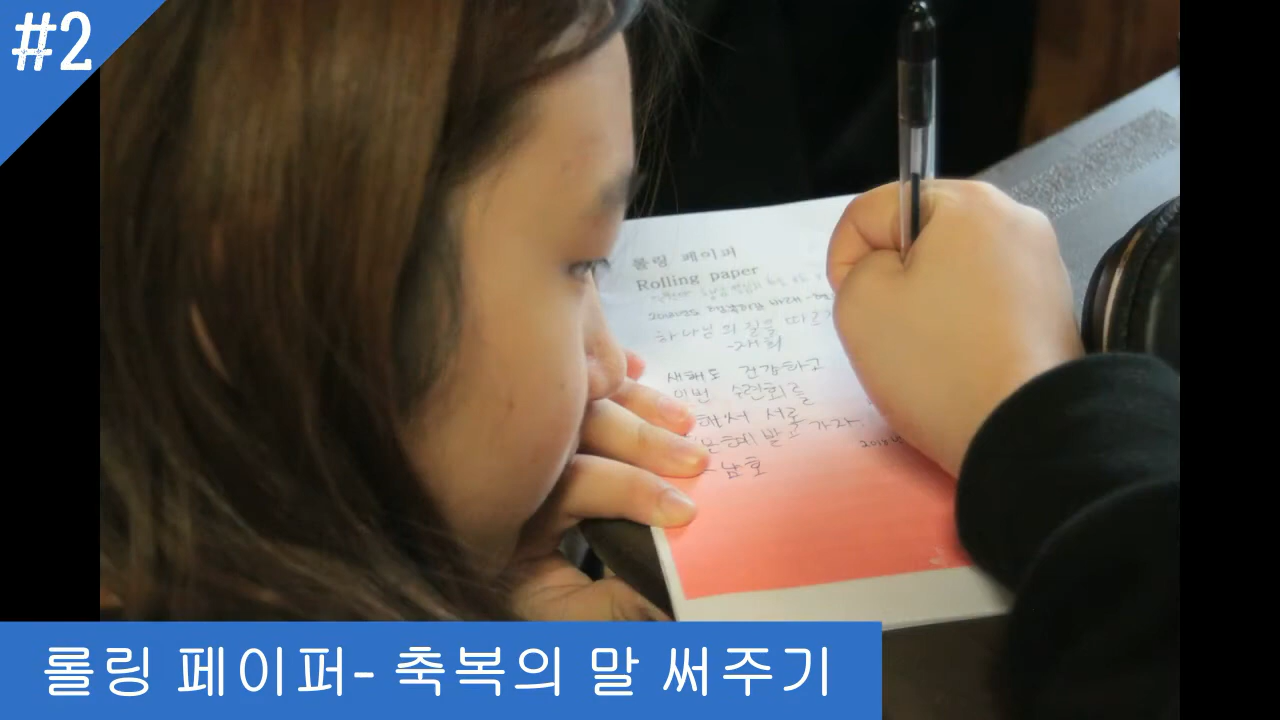 #2
롤링 페이퍼
Rolling paper
하나님의 길을 따르
-재희
새해도 건강하고
이번 수련회를
해서 서로
은혜 받고 가자.
남호
롤링 페이퍼- 축복의 말 써주기